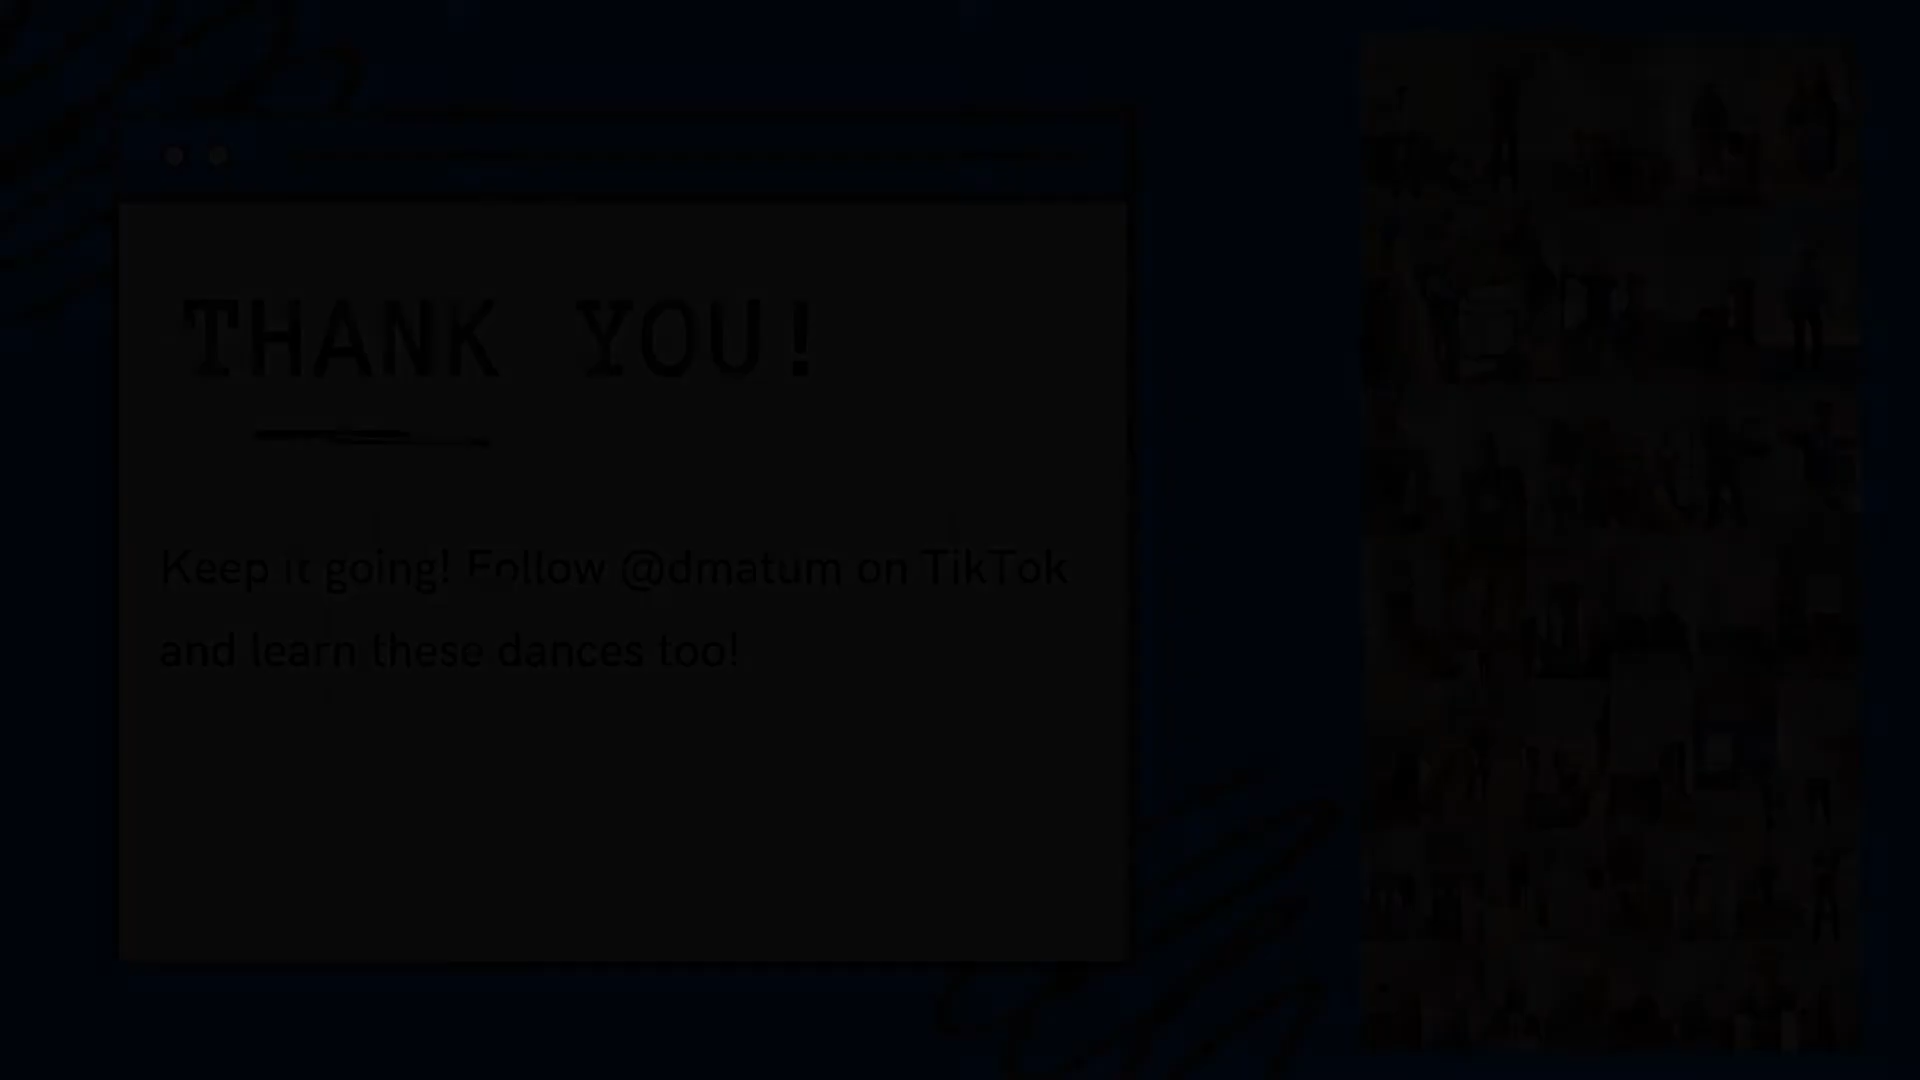 THANK YOU!
Keep it going! Follow @dmatum on TikTok
and learn these dances too!